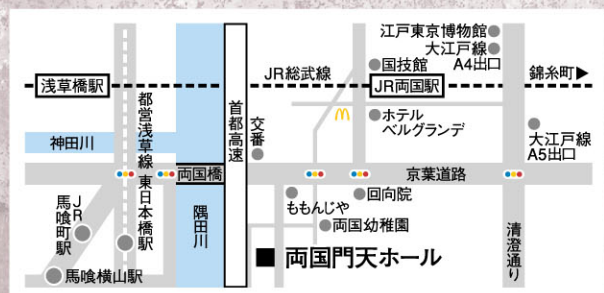 江戸東京博物館
大江戸線
A4出口
国技館
JR総武線
錦糸町▶
浅草橋駅
JR両国駅
都営浅草線
首都高速
交番
ホテル
ベルグランデ
大江戸線
A5出口
神田川
両国橋
京葉道路
東日本橋駅
JR
馬喰町駅
隅田川
ももんじや
回向院
両国幼稚園
清澄通り
馬喰横山駅
■ 両国門天ホール